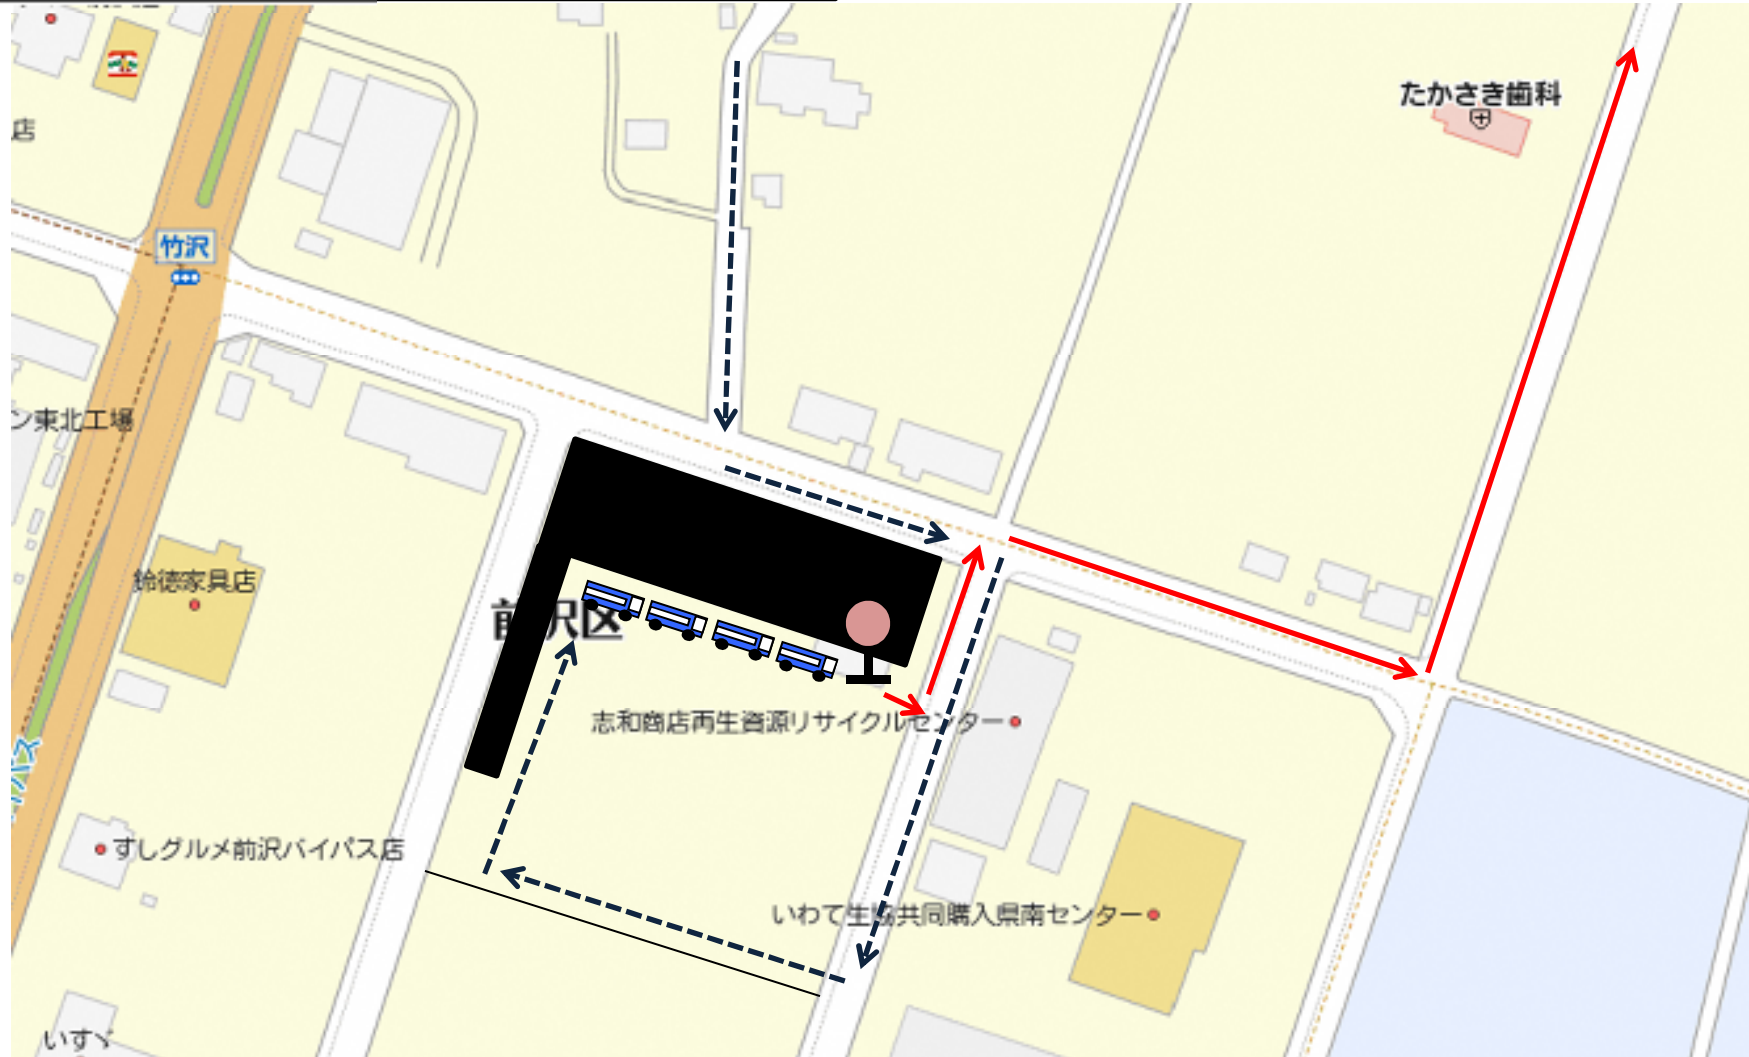 たかさき歯科
店
竹沢
ン東北工場
鈴徳家具店
前沢区
志和商店再生資源リサイクルセンター
すしグルメ前沢バイパス店
いわて生協共同購入県南センター
パス
いすゞ